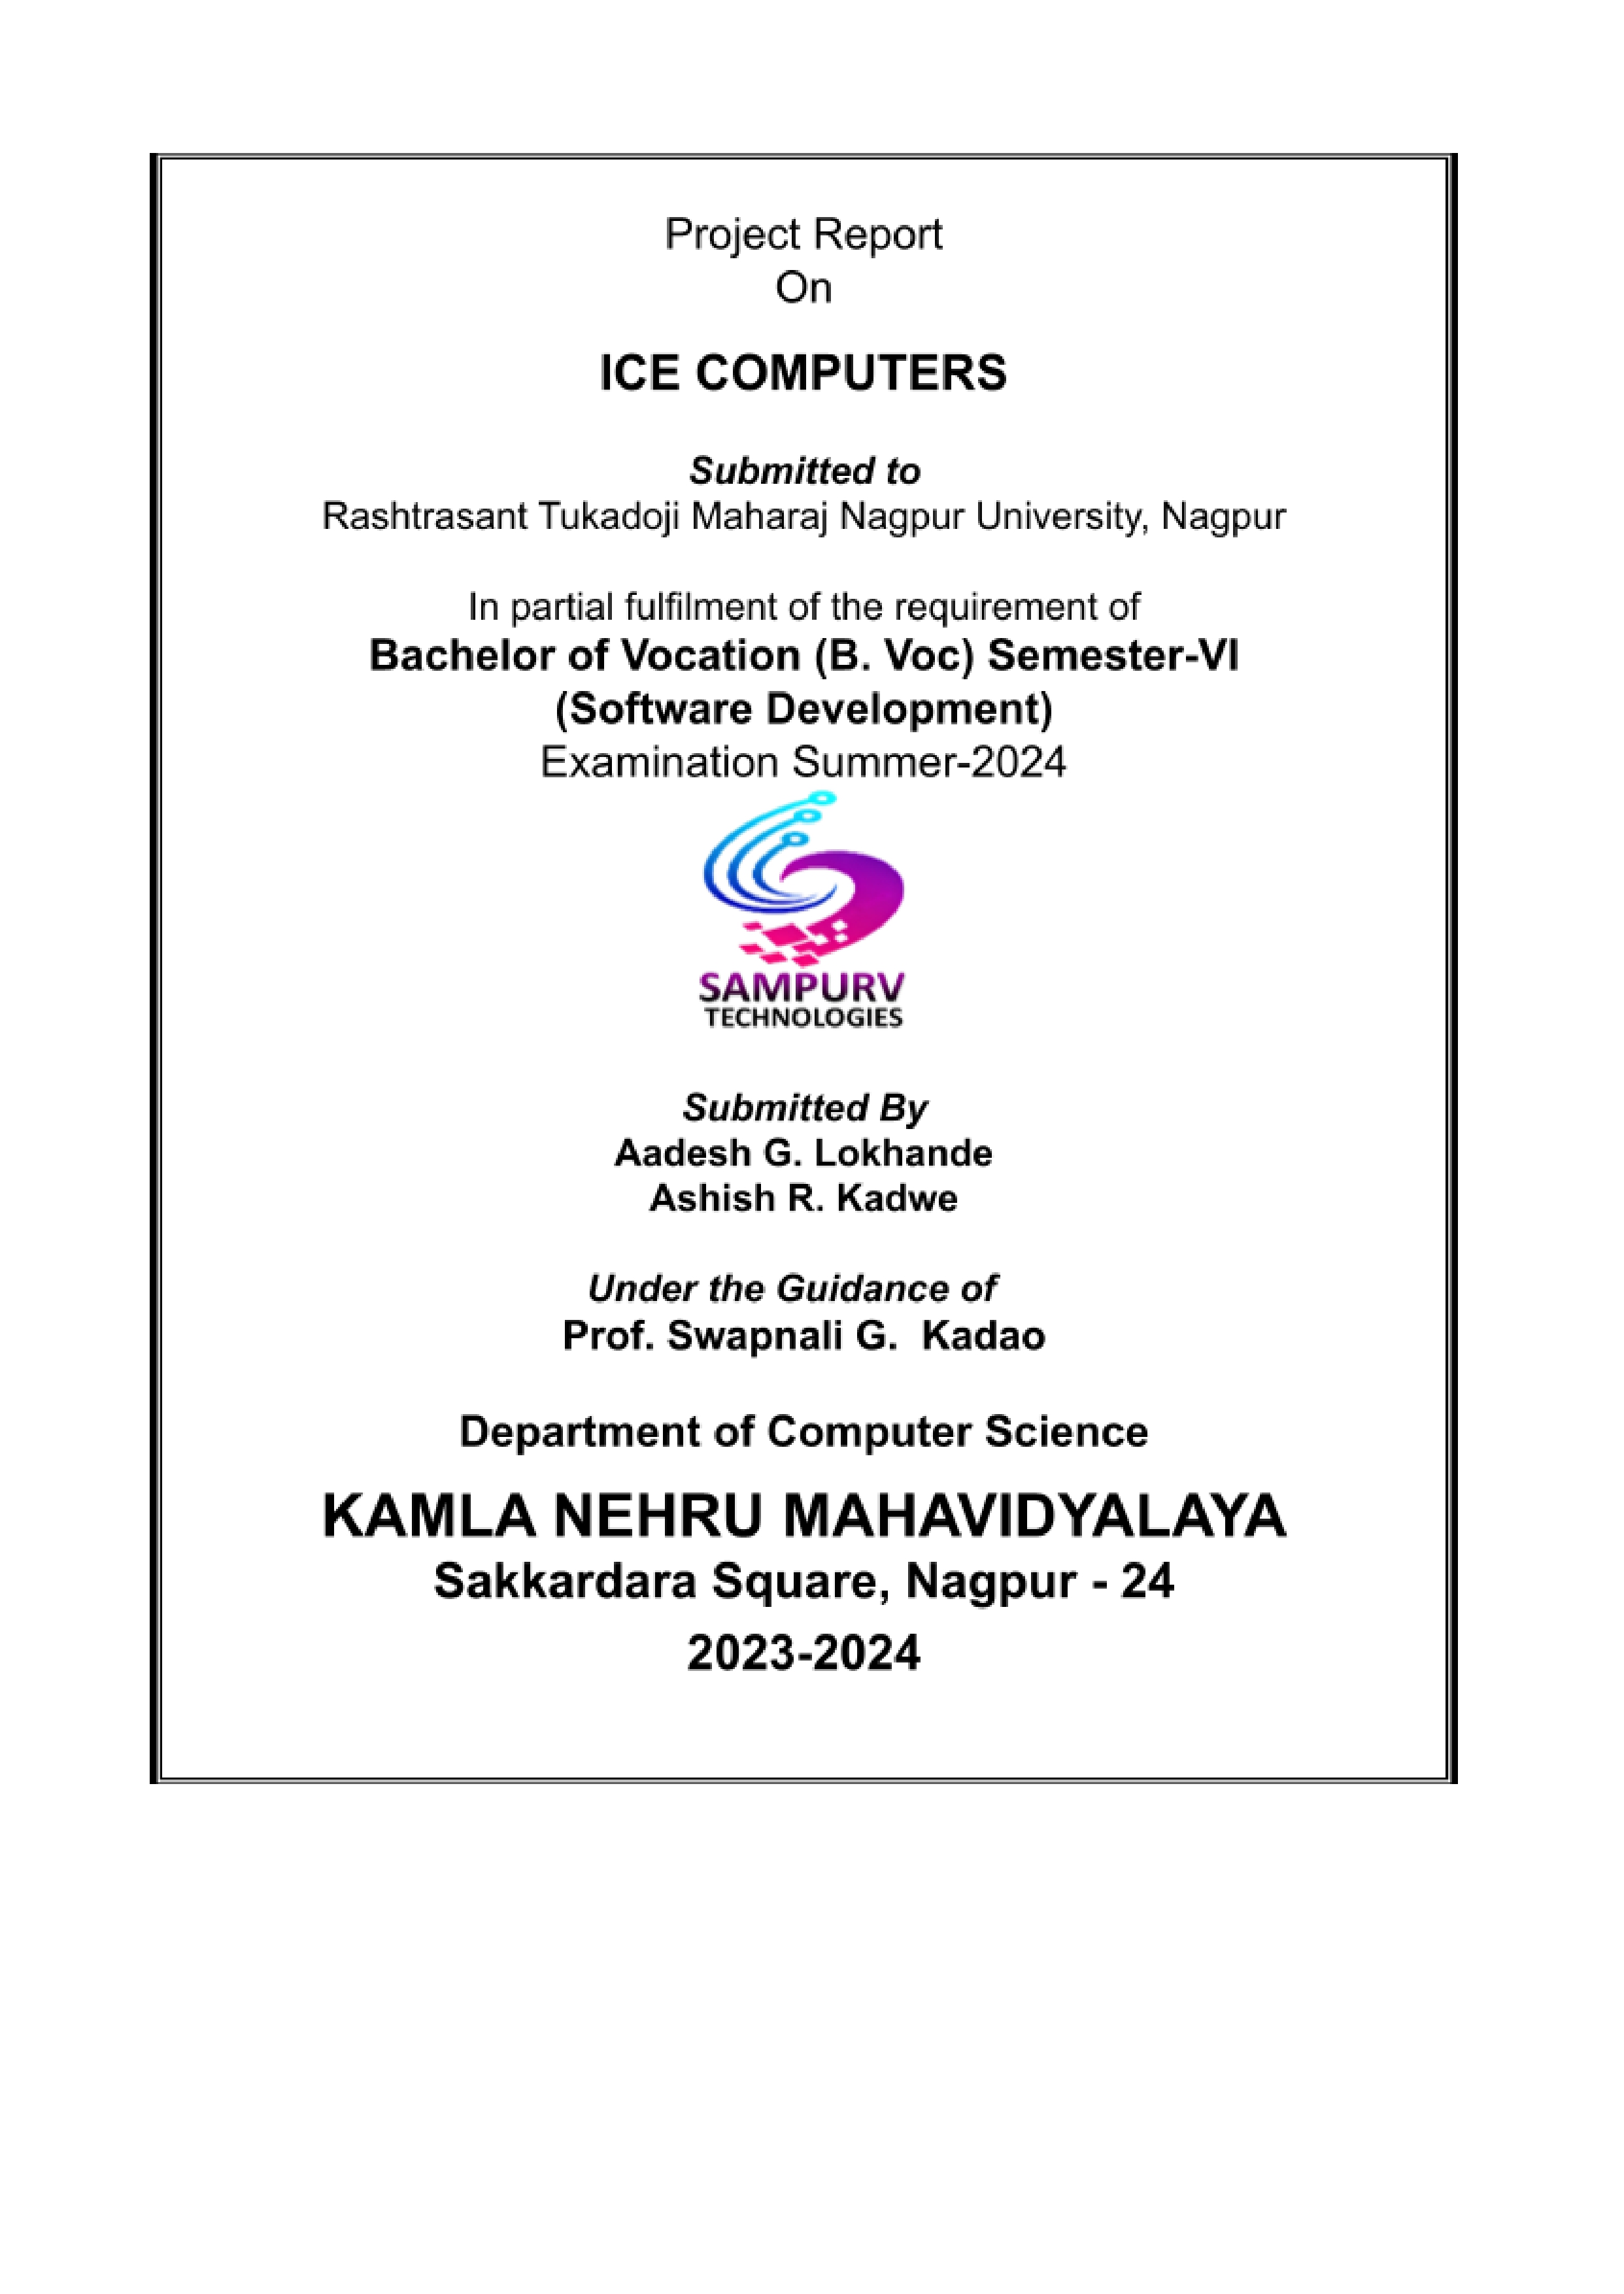 Project Report
On
ICE COMPUTERS
Submitted to
Rashtrasant Tukadoji Maharaj Nagpur University, Nagpur
In partial fulfilment of the requirement of
Bachelor of Vocation (B. Voc) Semester-VI
(Software Development)
Examination Summer-2024
SAMPURV
TECHNOLOGIES
Submitted By
Aadesh G. Lokhande
Ashish R. Kadwe
Under the Guidance of
Prof. Swapnali G.  Kadao
Department of Computer Science
KAMLA NEHRU MAHAVIDYALAYA
Sakkardara Square, Nagpur - 24
2023-2024